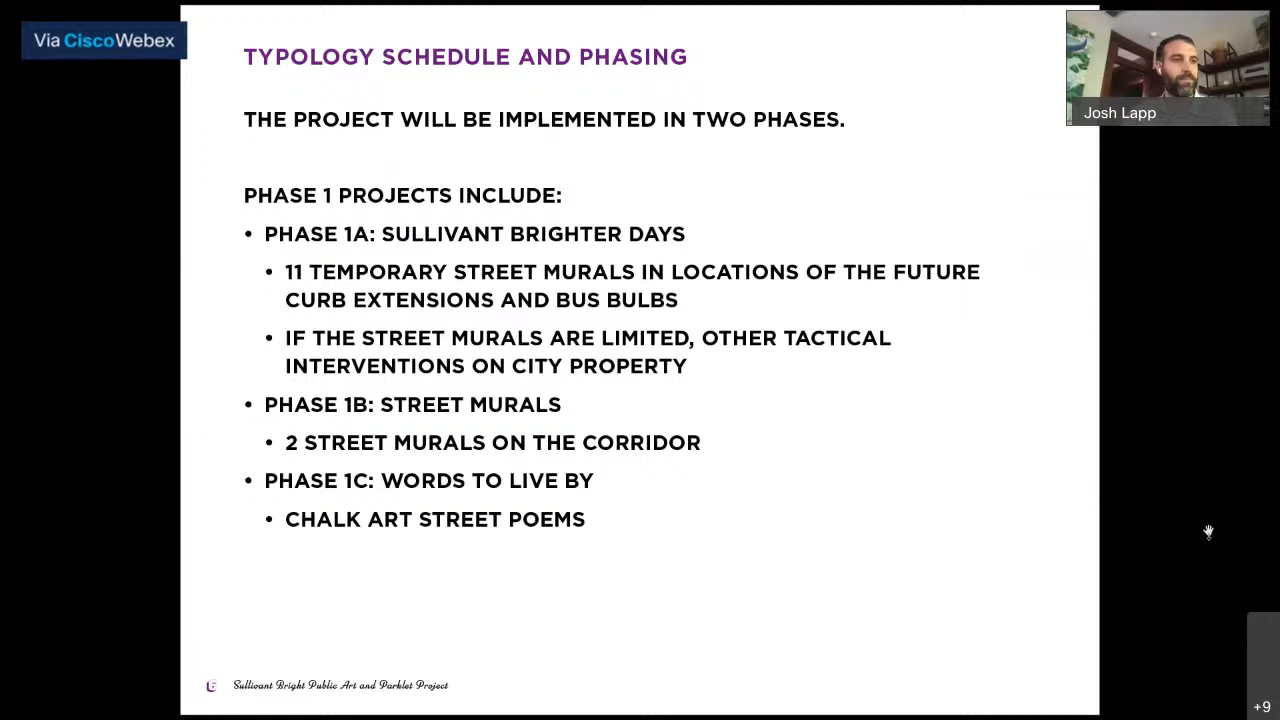 Via CiscoWebex
TYPOLOGY SCHEDULE AND PHASING
Josh Lapp
THE PROJECT WILL BE IMPLEMENTED IN TWO PHASES.
PHASE 1 PROJECTS INCLUDE:
• PHASE 1A: SULLIVANT BRIGHTER DAYS
• 11 TEMPORARY STREET MURALS IN LOCATIONS OF THE FUTURE
CURB EXTENSIONS AND BUS BULBS
• IF THE STREET MURALS ARE LIMITED, OTHER TACTICAL
INTERVENTIONS ON CITY PROPERTY
• PHASE 1B: STREET MURALS
• 2 STREET MURALS ON THE CORRIDOR
• PHASE 1C: WORDS TO LIVE BY
• CHALK ART STREET POEMS
6 Sullivant Bright Public Art and Parklet Project
+9